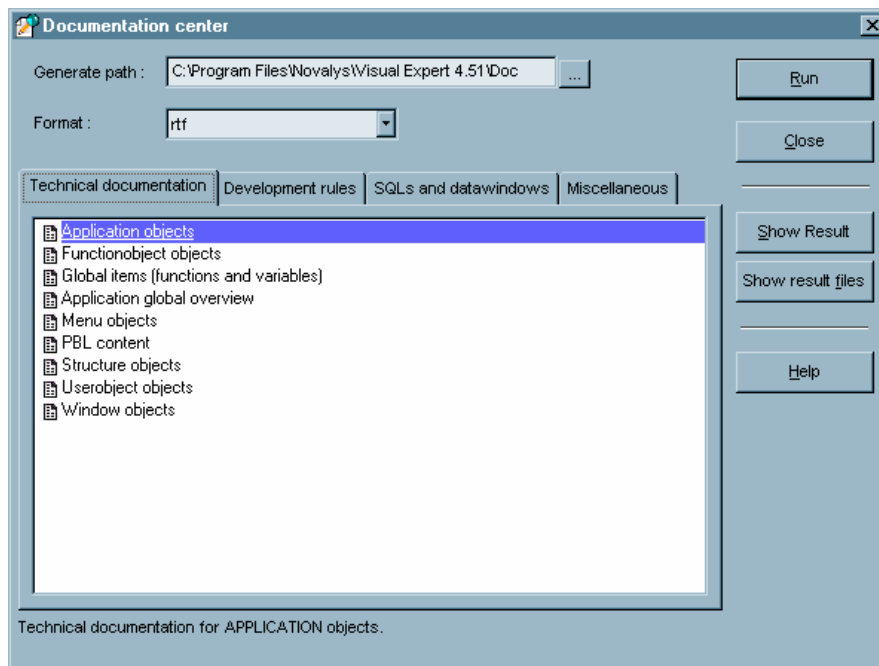 Documentation center
Generate path :
C:\Program Files\Novalys\Visual Expert 4.51\Doc
...
Run
Format :
rtf
Close
Technical documentation
Development rules
SQLs and datawindows
Miscellaneous
Application objects
Functionobject objects
Global items (functions and variables)
Application global overview
Menu objects
PBL content
Structure objects
Userobject objects
Window objects
Show Result
Show result files
Help
Technical documentation for APPLICATION objects.